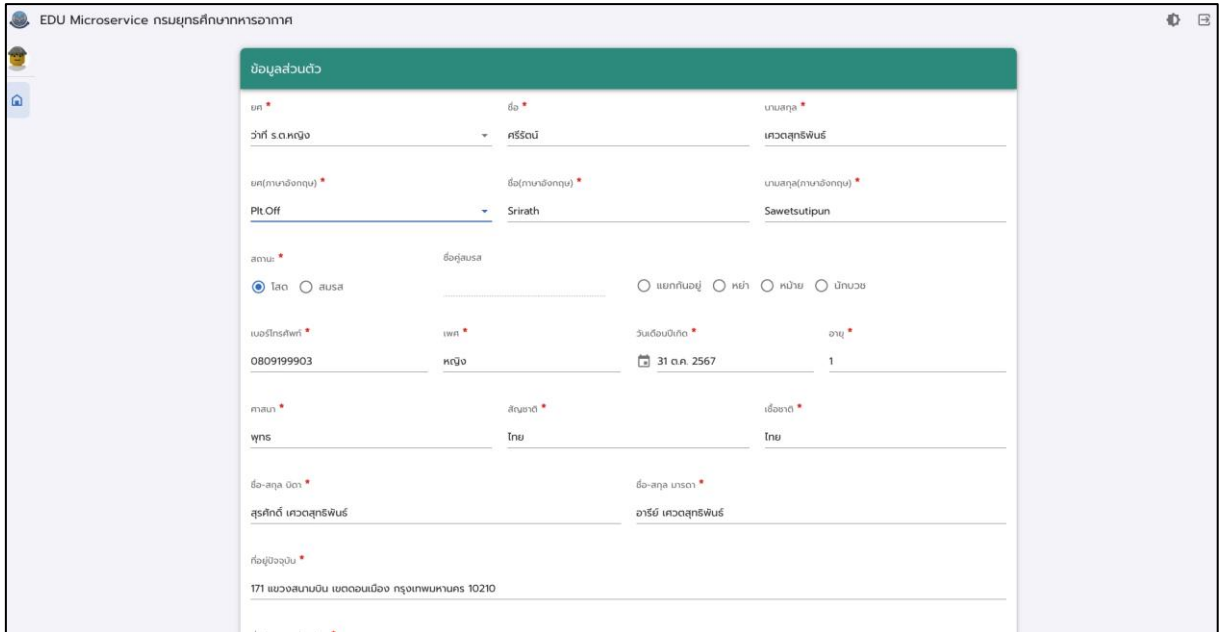 EDU Microservice กรมยุทธศึกษาทหารอากาศ
ข้อมูลส่วนตัว
ยศ * ชื่อ * นามสกุล *
ว่าที่ ร.ต.หญิง ศรีรัตน์ เศวตสุทธิพันธ์
ยศ(ภาษาอังกฤษ) * ชื่อ(ภาษาอังกฤษ) * นามสกุล(ภาษาอังกฤษ) *
Plt.Off Srirath Sawetsutipun
สถานะ * ชื่อคู่สมรส
โสด สมรส แยกกันอยู่ หย่า หม้าย นักบวช
เบอร์โทรศัพท์ * เพศ * วันเดือนปีเกิด * อายุ *
0809199903 หญิง 31 ต.ค. 2567 1
ศาสนา * สัญชาติ * เชื้อชาติ *
พุทธ ไทย ไทย
ชื่อ-สกุล บิดา * ชื่อ-สกุล มารดา *
สุรศักดิ์ เศวตสุทธิพันธ์ อารีย์ เศวตสุทธิพันธ์
ที่อยู่ปัจจุบัน *
171 แขวงสนามบิน เขตดอนเมือง กรุงเทพมหานคร 10210